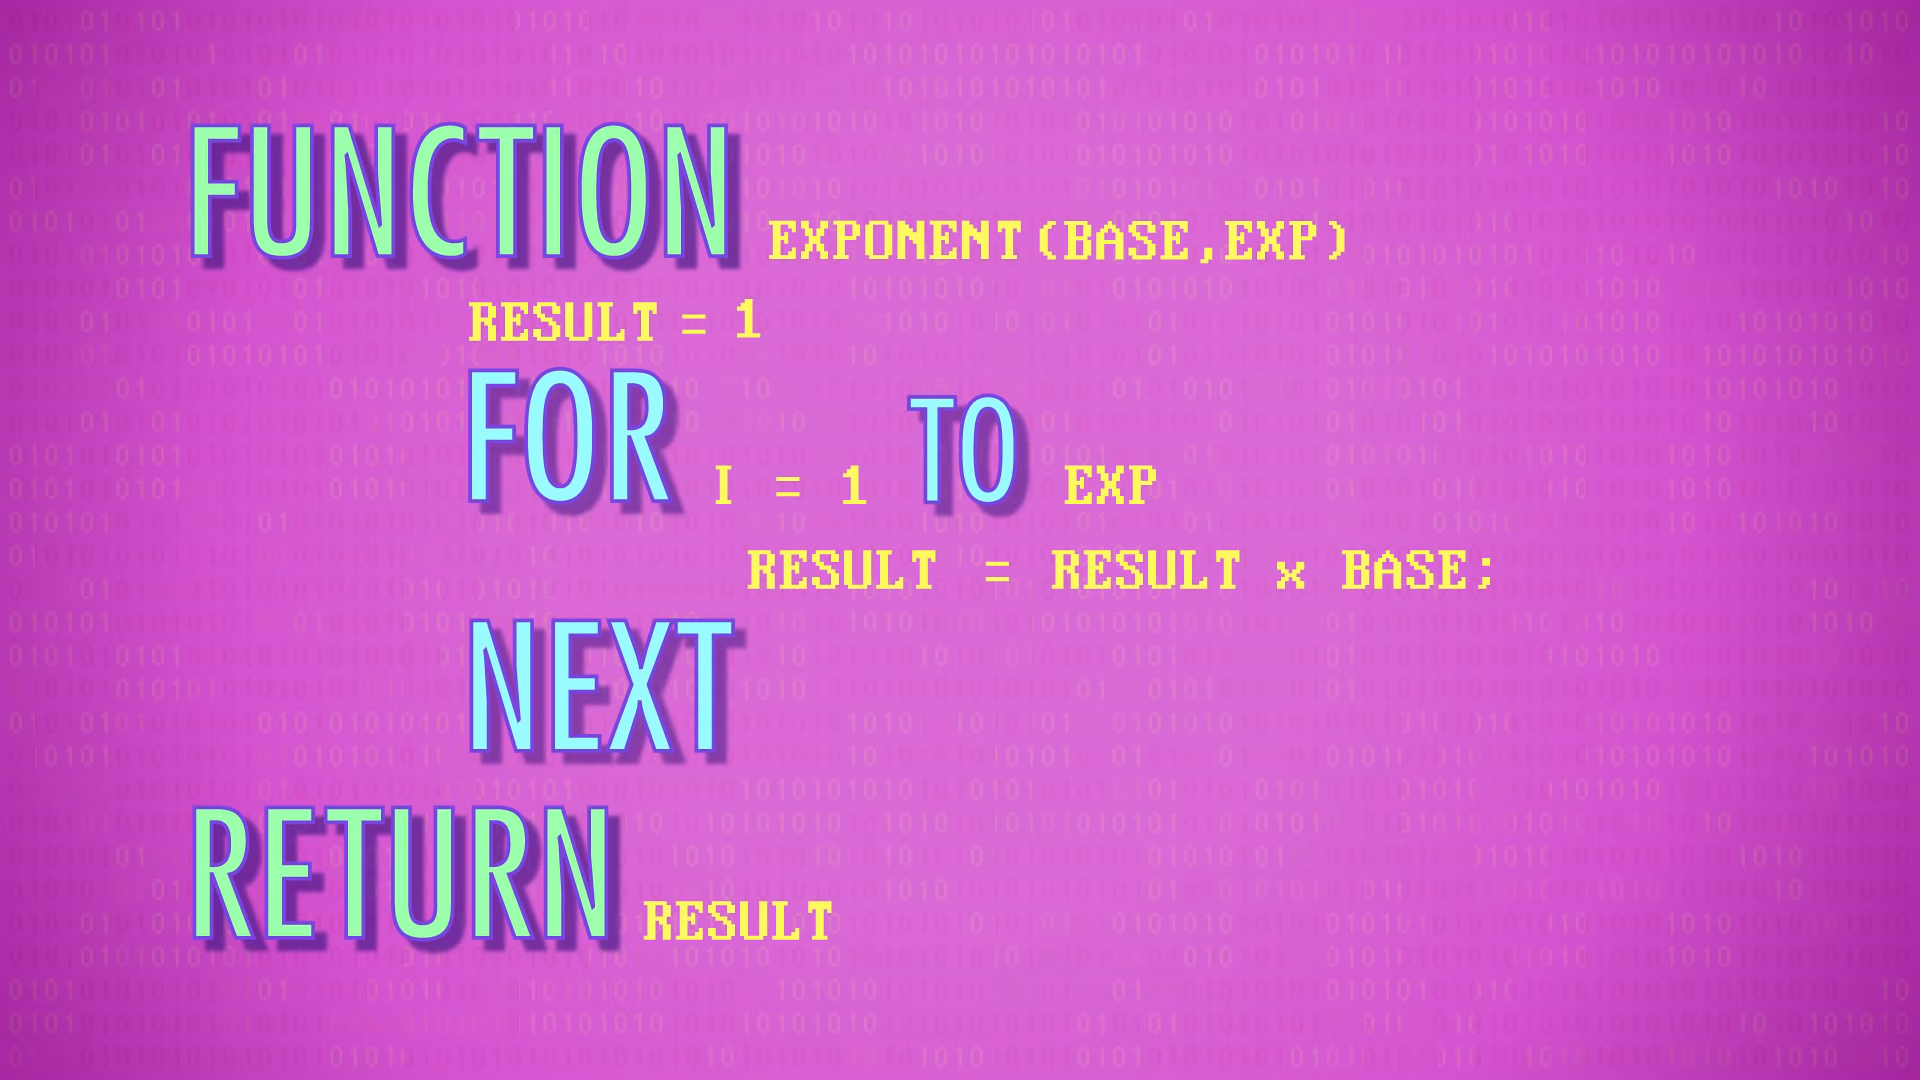 FUNCTION EXPONENT(BASE,EXP)
RESULT = 1
FOR I = 1 TO EXP
RESULT = RESULT x BASE;
NEXT
RETURN RESULT